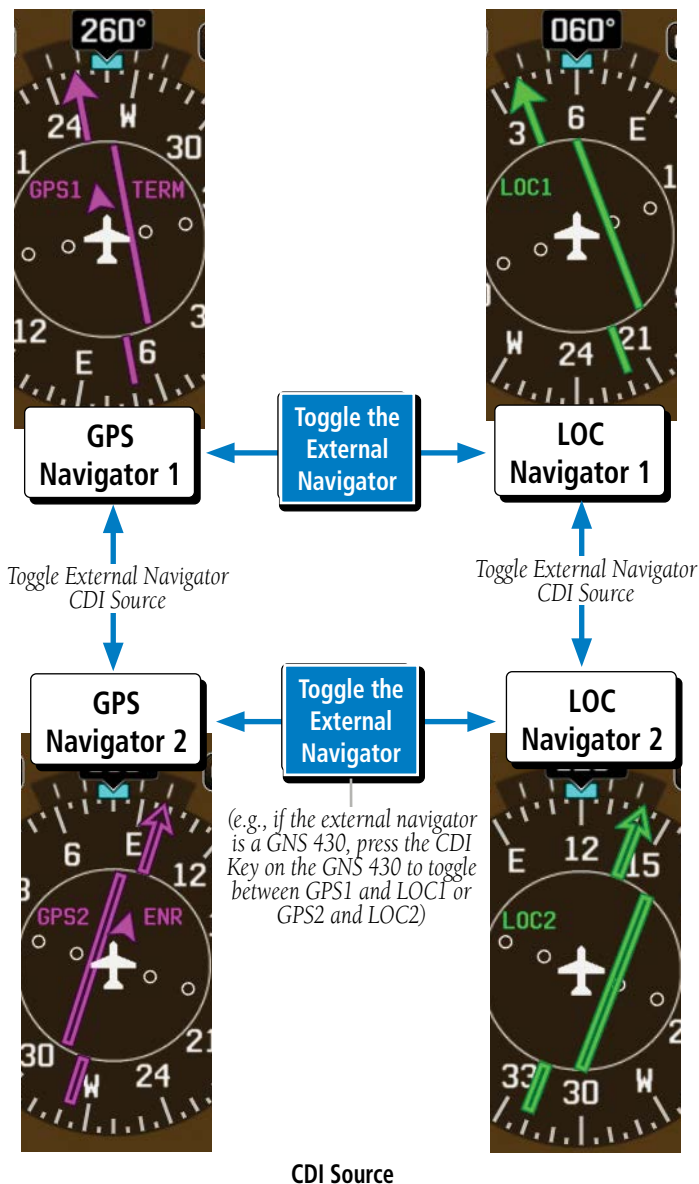 260°
060°
24
W
30
1
GPS1
TERM
12
E
6
3
3
6
E
1
LOC1
W
24
21
GPS
Navigator 1
Toggle the
External
Navigator
LOC
Navigator 1
Toggle External Navigator
CDI Source
Toggle External Navigator
CDI Source
GPS
Navigator 2
Toggle the
External
Navigator
LOC
Navigator 2
(e.g., if the external navigator
is a GNS 430, press the CDI
Key on the GNS 430 to toggle
between GPS1 and LOC1 or
GPS2 and LOC2)
6
E
12
GPS2
ENR
30
W
24
21
E
12
15
LOC2
33
30
W
2
CDI Source